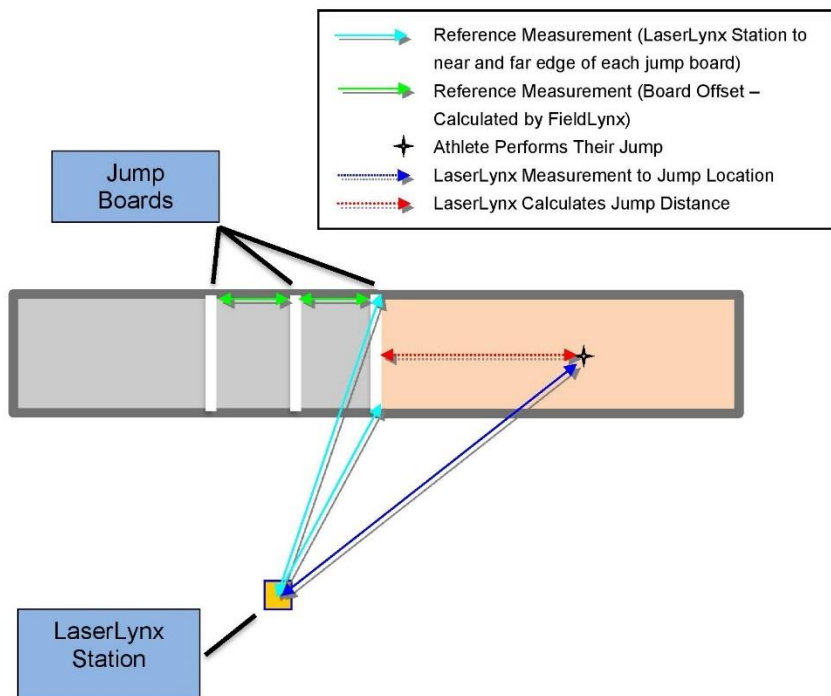 Reference Measurement (LaserLynx Station to
near and far edge of each jump board)
Reference Measurement (Board Offset –
Calculated by FieldLynx)
Athlete Performs Their Jump
LaserLynx Measurement to Jump Location
LaserLynx Calculates Jump Distance
Jump
Boards
LaserLynx
Station